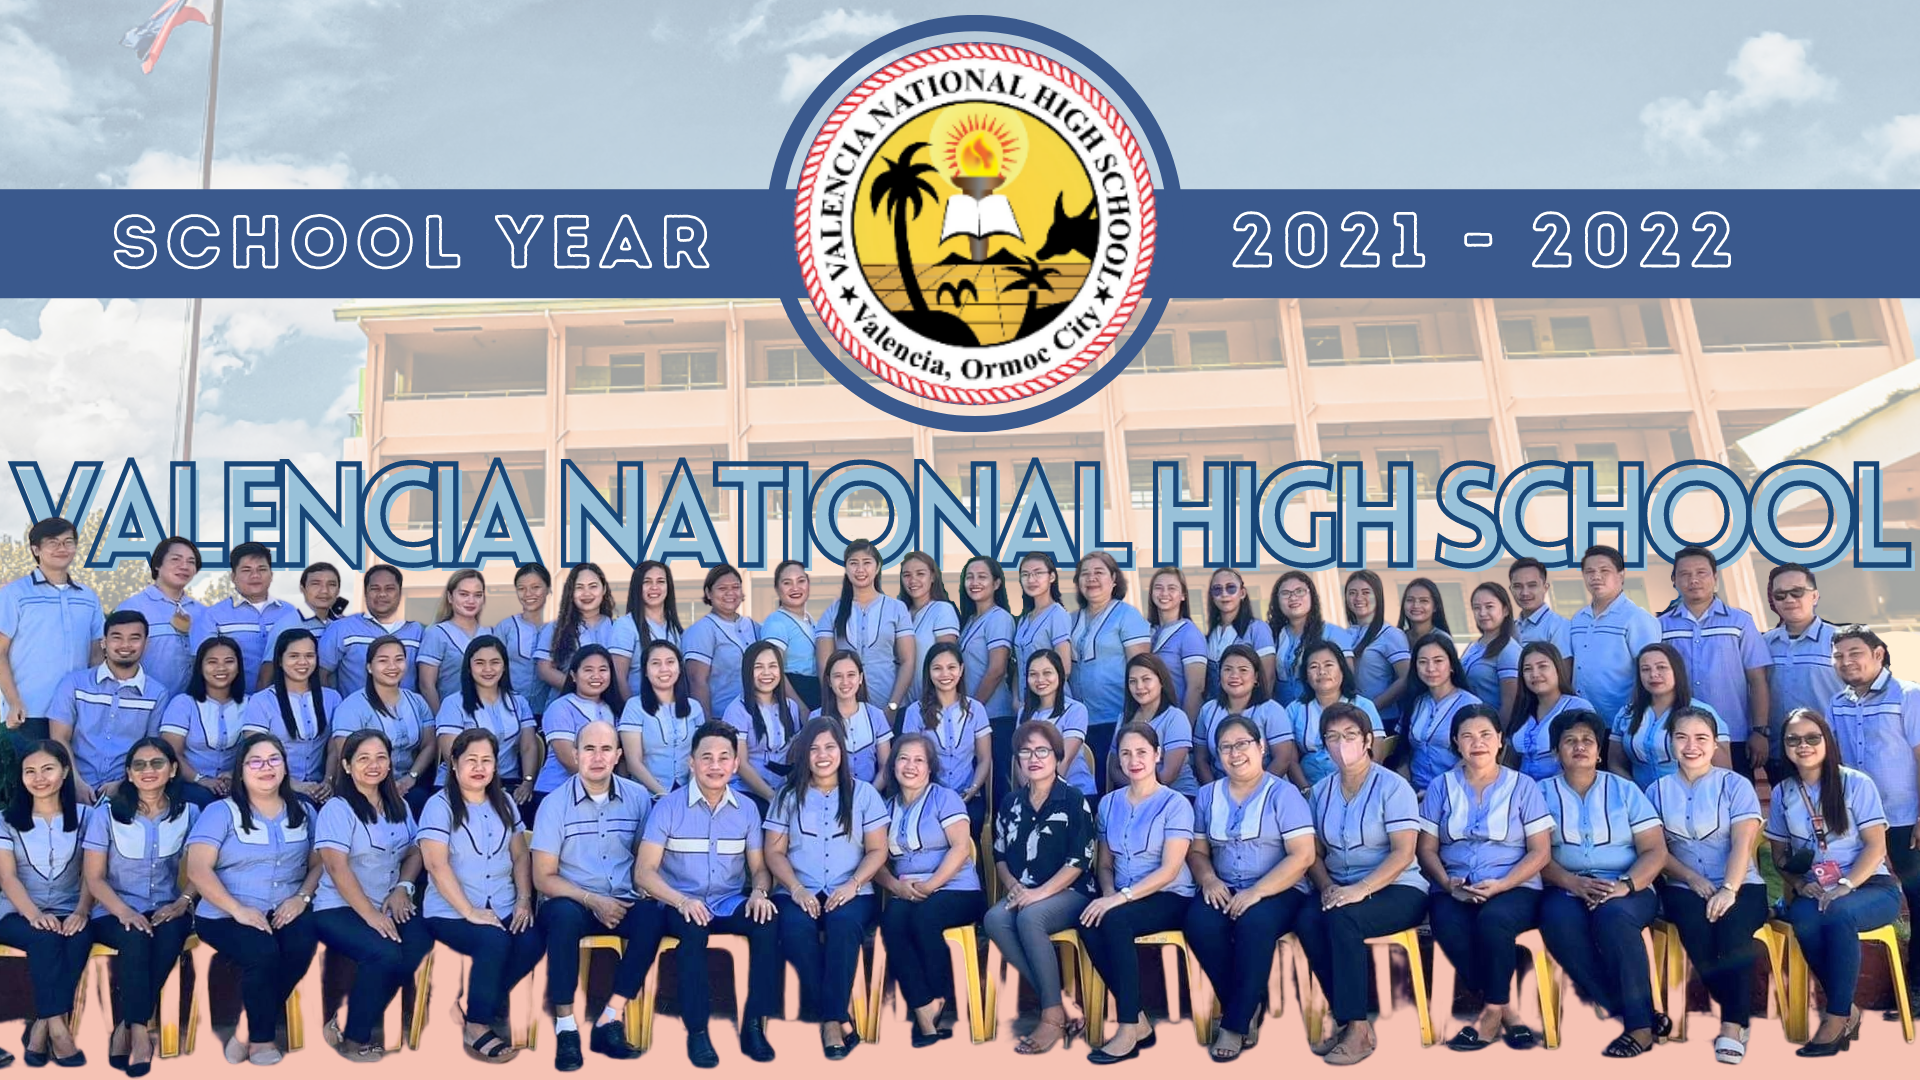 VALENCIA NATIONAL HIGH SCHOOL
★ Valencia, Ormoc City ★
SCHOOL YEAR
2021 - 2022
VALENCIA NATIONAL HIGH SCHOOL